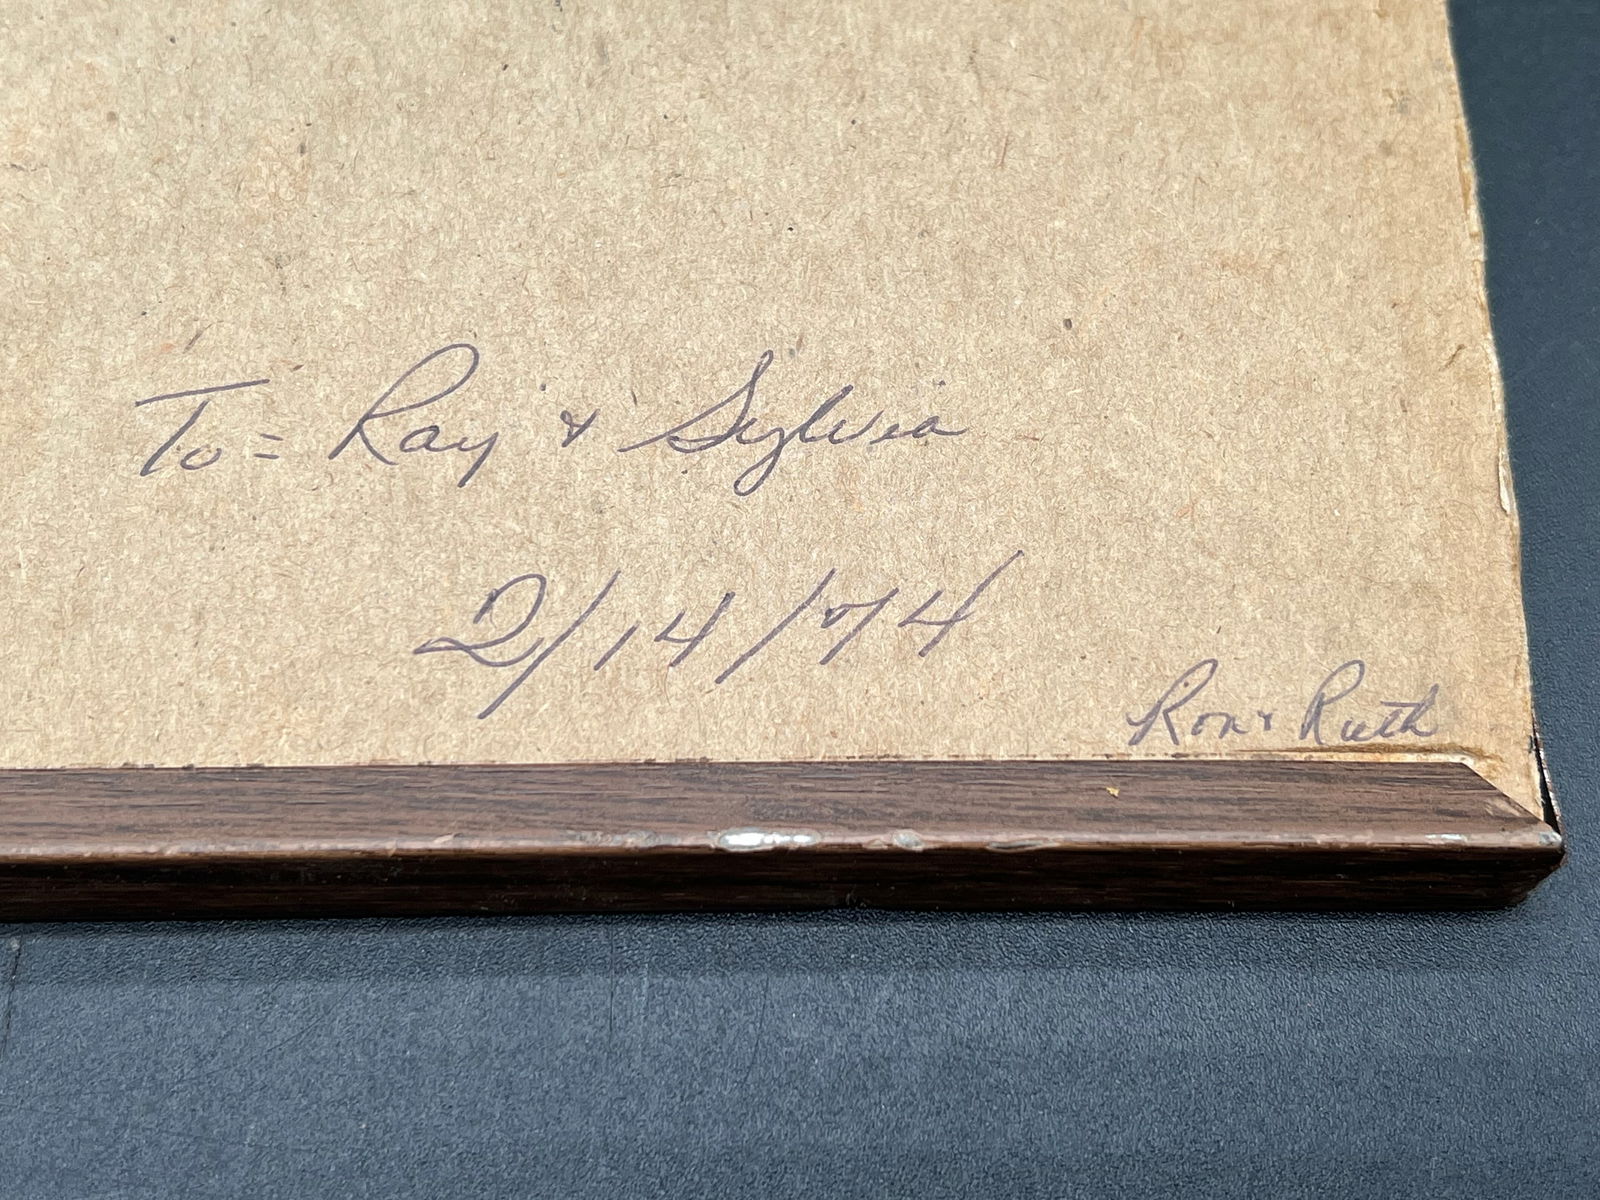 To = Ray & Sylvia
2/14/74
Ron & Ruth